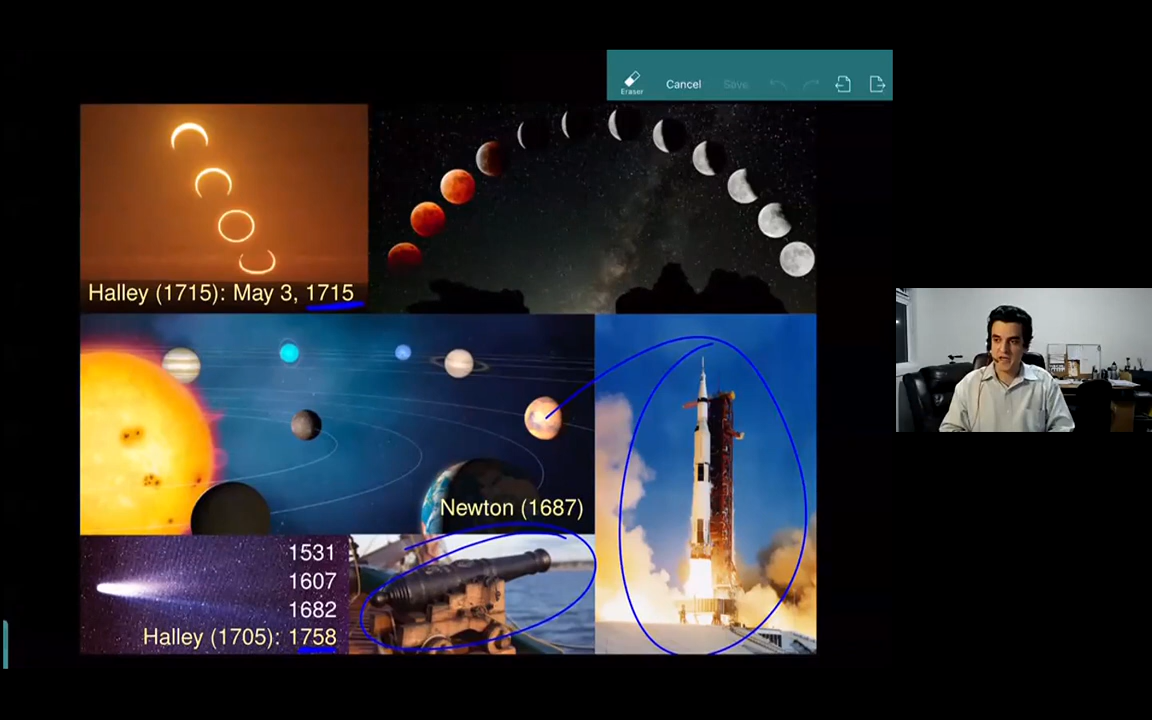 Eraser
Cancel
Save
Halley (1715): May 3, 1715
Newton (1687)
1531
1607
1682
Halley (1705): 1758